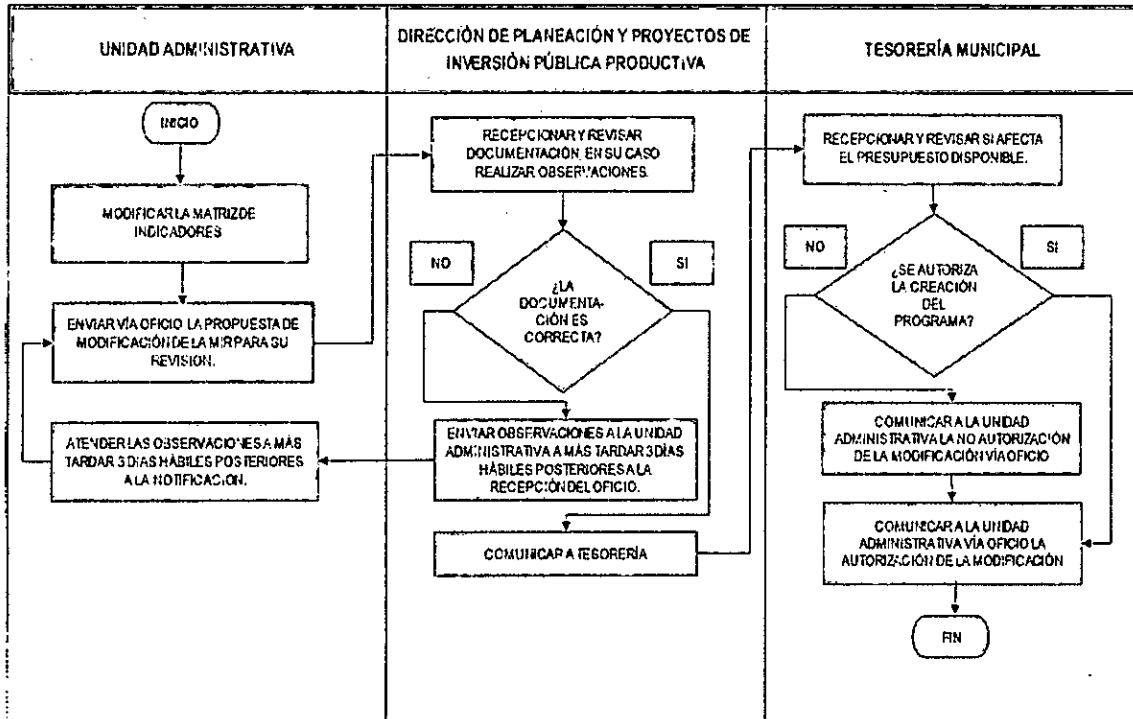 UNIDAD ADMINISTRATIVA
DIRECCIÓN DE PLANEACIÓN Y PROYECTOS DE
INVERSIÓN PÚBLICA PRODUCTIVA
TESORERÍA MUNICIPAL
INICIO
MODIFICAR LA MATRIZ DE
INDICADORES
ENVIAR VÍA OFICIO LA PROPUESTA DE
MODIFICACIÓN DE LA MIR PARA SU
REVISION.
ATENDER LAS OBSERVACIONES A MÁS
TARDAR 3 DÍAS HÁBILES POSTERIORES
A LA NOTIFICACIÓN.
RECEPCIONAR Y REVISAR
DOCUMENTACIÓN, EN SU CASO
REALIZAR OBSERVACIONES.
NO
SI
¿LA
DOCUMENTA-
CIÓN ES
CORRECTA?
ENVIAR OBSERVACIONES A LA UNIDAD
ADMINISTRATIVA A MÁS TARDAR 3 DÍAS
HÁBILES POSTERIORES A LA
RECEPCIÓN DEL OFICIO.
COMUNICAR A TESORERÍA
RECEPCIONAR Y REVISAR SI AFECTA
EL PRESUPUESTO DISPONIBLE.
NO
SI
¿SE AUTORIZA
LA CREACIÓN
DEL
PROGRAMA?
COMUNICAR A LA UNIDAD
ADMINISTRATIVA LA NO AUTORIZACIÓN
DE LA MODIFICACIÓN VÍA OFICIO
COMUNICAR A LA UNIDAD
ADMINISTRATIVA VÍA OFICIO LA
AUTORIZACIÓN DE LA MODIFICACIÓN
FIN